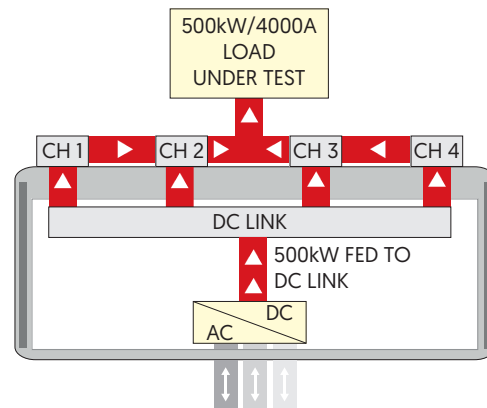 500kW/4000A
LOAD
UNDER TEST
CH 1
CH 2
CH 3
CH 4
DC LINK
500kW FED TO
DC LINK
DC
AC